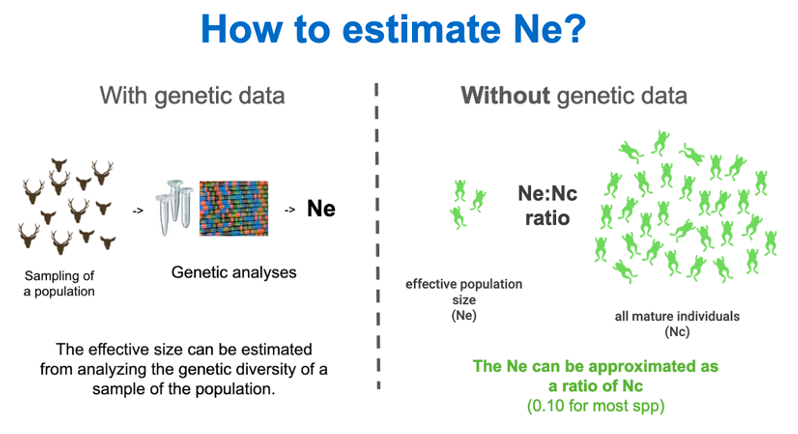 How to estimate Ne?
With genetic data
Sampling of
a population
->
Genetic analyses
->
Ne
The effective size can be estimated
from analyzing the genetic diversity of a
sample of the population.
Without genetic data
effective population
size
(Ne)
Ne:Nc
ratio
all mature individuals
(Nc)
The Ne can be approximated as
a ratio of Nc
(0.10 for most spp)